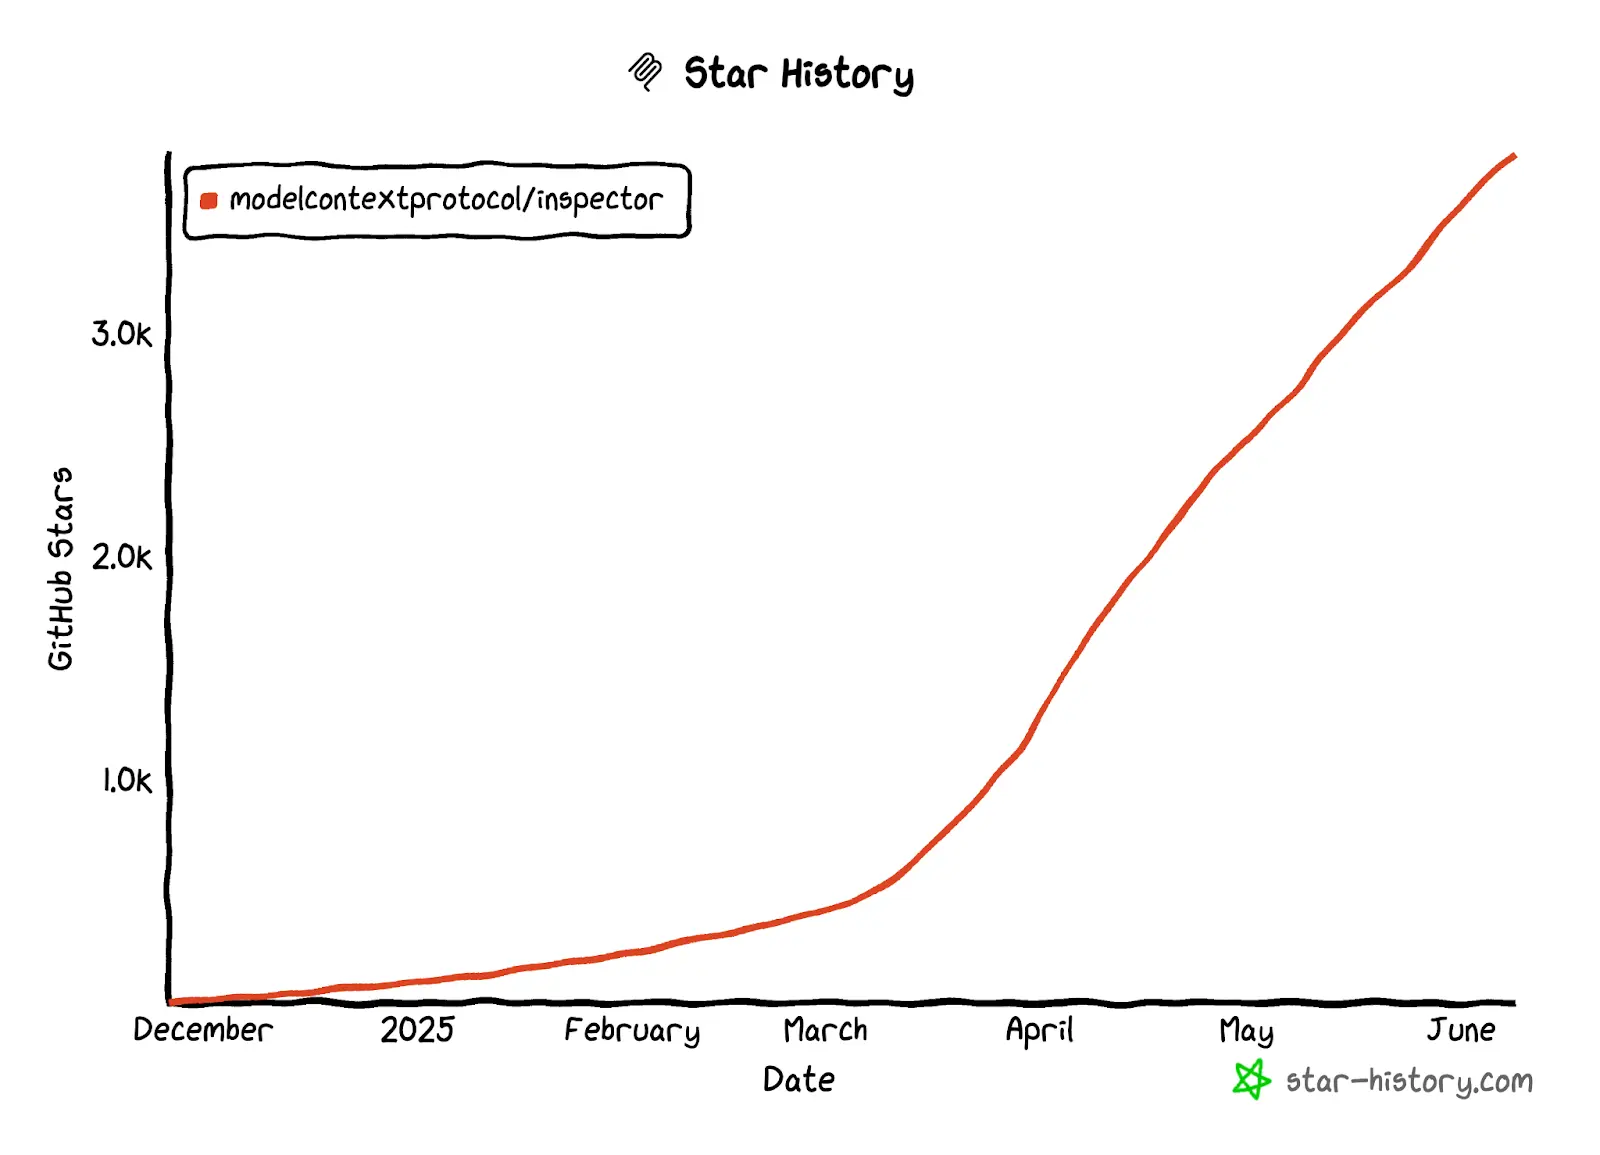 Star History
modelcontextprotocol/inspector
3.0k
2.0k
1.0k
GitHub Stars
December 2025 February March April May June
Date
star-history.com